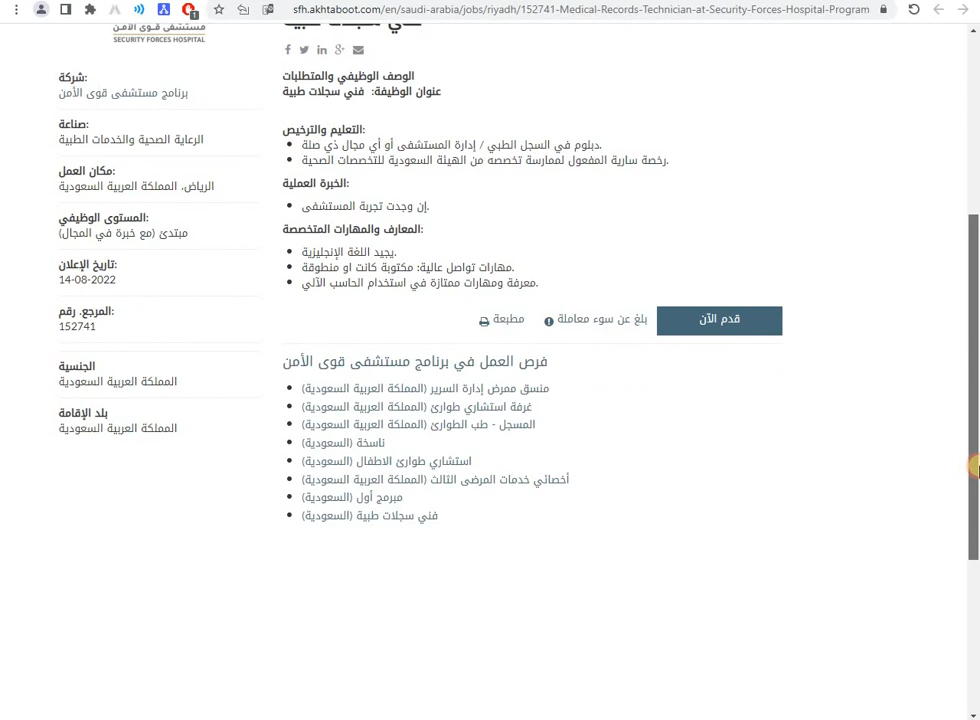 sfh.akhtaboot.com/en/saudi-arabia/jobs/riyadh/152741-Medical-Records-Technician-at-Security-Forces-Hospital-Program
مستشفى قوى الأمن
SECURITY FORCES HOSPITAL
شركة:
برنامج مستشفى قوى الأمن
صناعة:
الرعاية الصحية والخدمات الطبية
مكان العمل:
الرياض, المملكة العربية السعودية
المستوى الوظيفي:
مبتدئ (مع خبرة في المجال)
تاريخ الإعلان:
14-08-2022
المرجع. رقم:
152741
الجنسية
المملكة العربية السعودية
بلد الإقامة
المملكة العربية السعودية
فني سجلات طبية
الوصف الوظيفي والمتطلبات
عنوان الوظيفة: فني سجلات طبية
التعليم والترخيص:
دبلوم في السجل الطبي / إدارة المستشفى أو أي مجال ذي صلة.
رخصة سارية المفعول لممارسة تخصصه من الهيئة السعودية للتخصصات الصحية.
الخبرة العملية:
إن وجدت تجربة المستشفى.
المعارف والمهارات المتخصصة:
يجيد اللغة الإنجليزية.
مهارات تواصل عالية: مكتوبة كانت او منطوقة.
معرفة ومهارات ممتازة في استخدام الحاسب الآلي.
قدم الآن
بلغ عن سوء معاملة
مطبعة
فرص العمل في برنامج مستشفى قوى الأمن
منسق ممرض إدارة السرير (المملكة العربية السعودية)
غرفة استشاري طوارئ (المملكة العربية السعودية)
المسجل - طب الطوارئ (المملكة العربية السعودية)
ناسخة (السعودية)
استشاري طوارئ الاطفال (السعودية)
أخصائي خدمات المرضى الثالث (المملكة العربية السعودية)
مبرمج أول (السعودية)
فني سجلات طبية (السعودية)